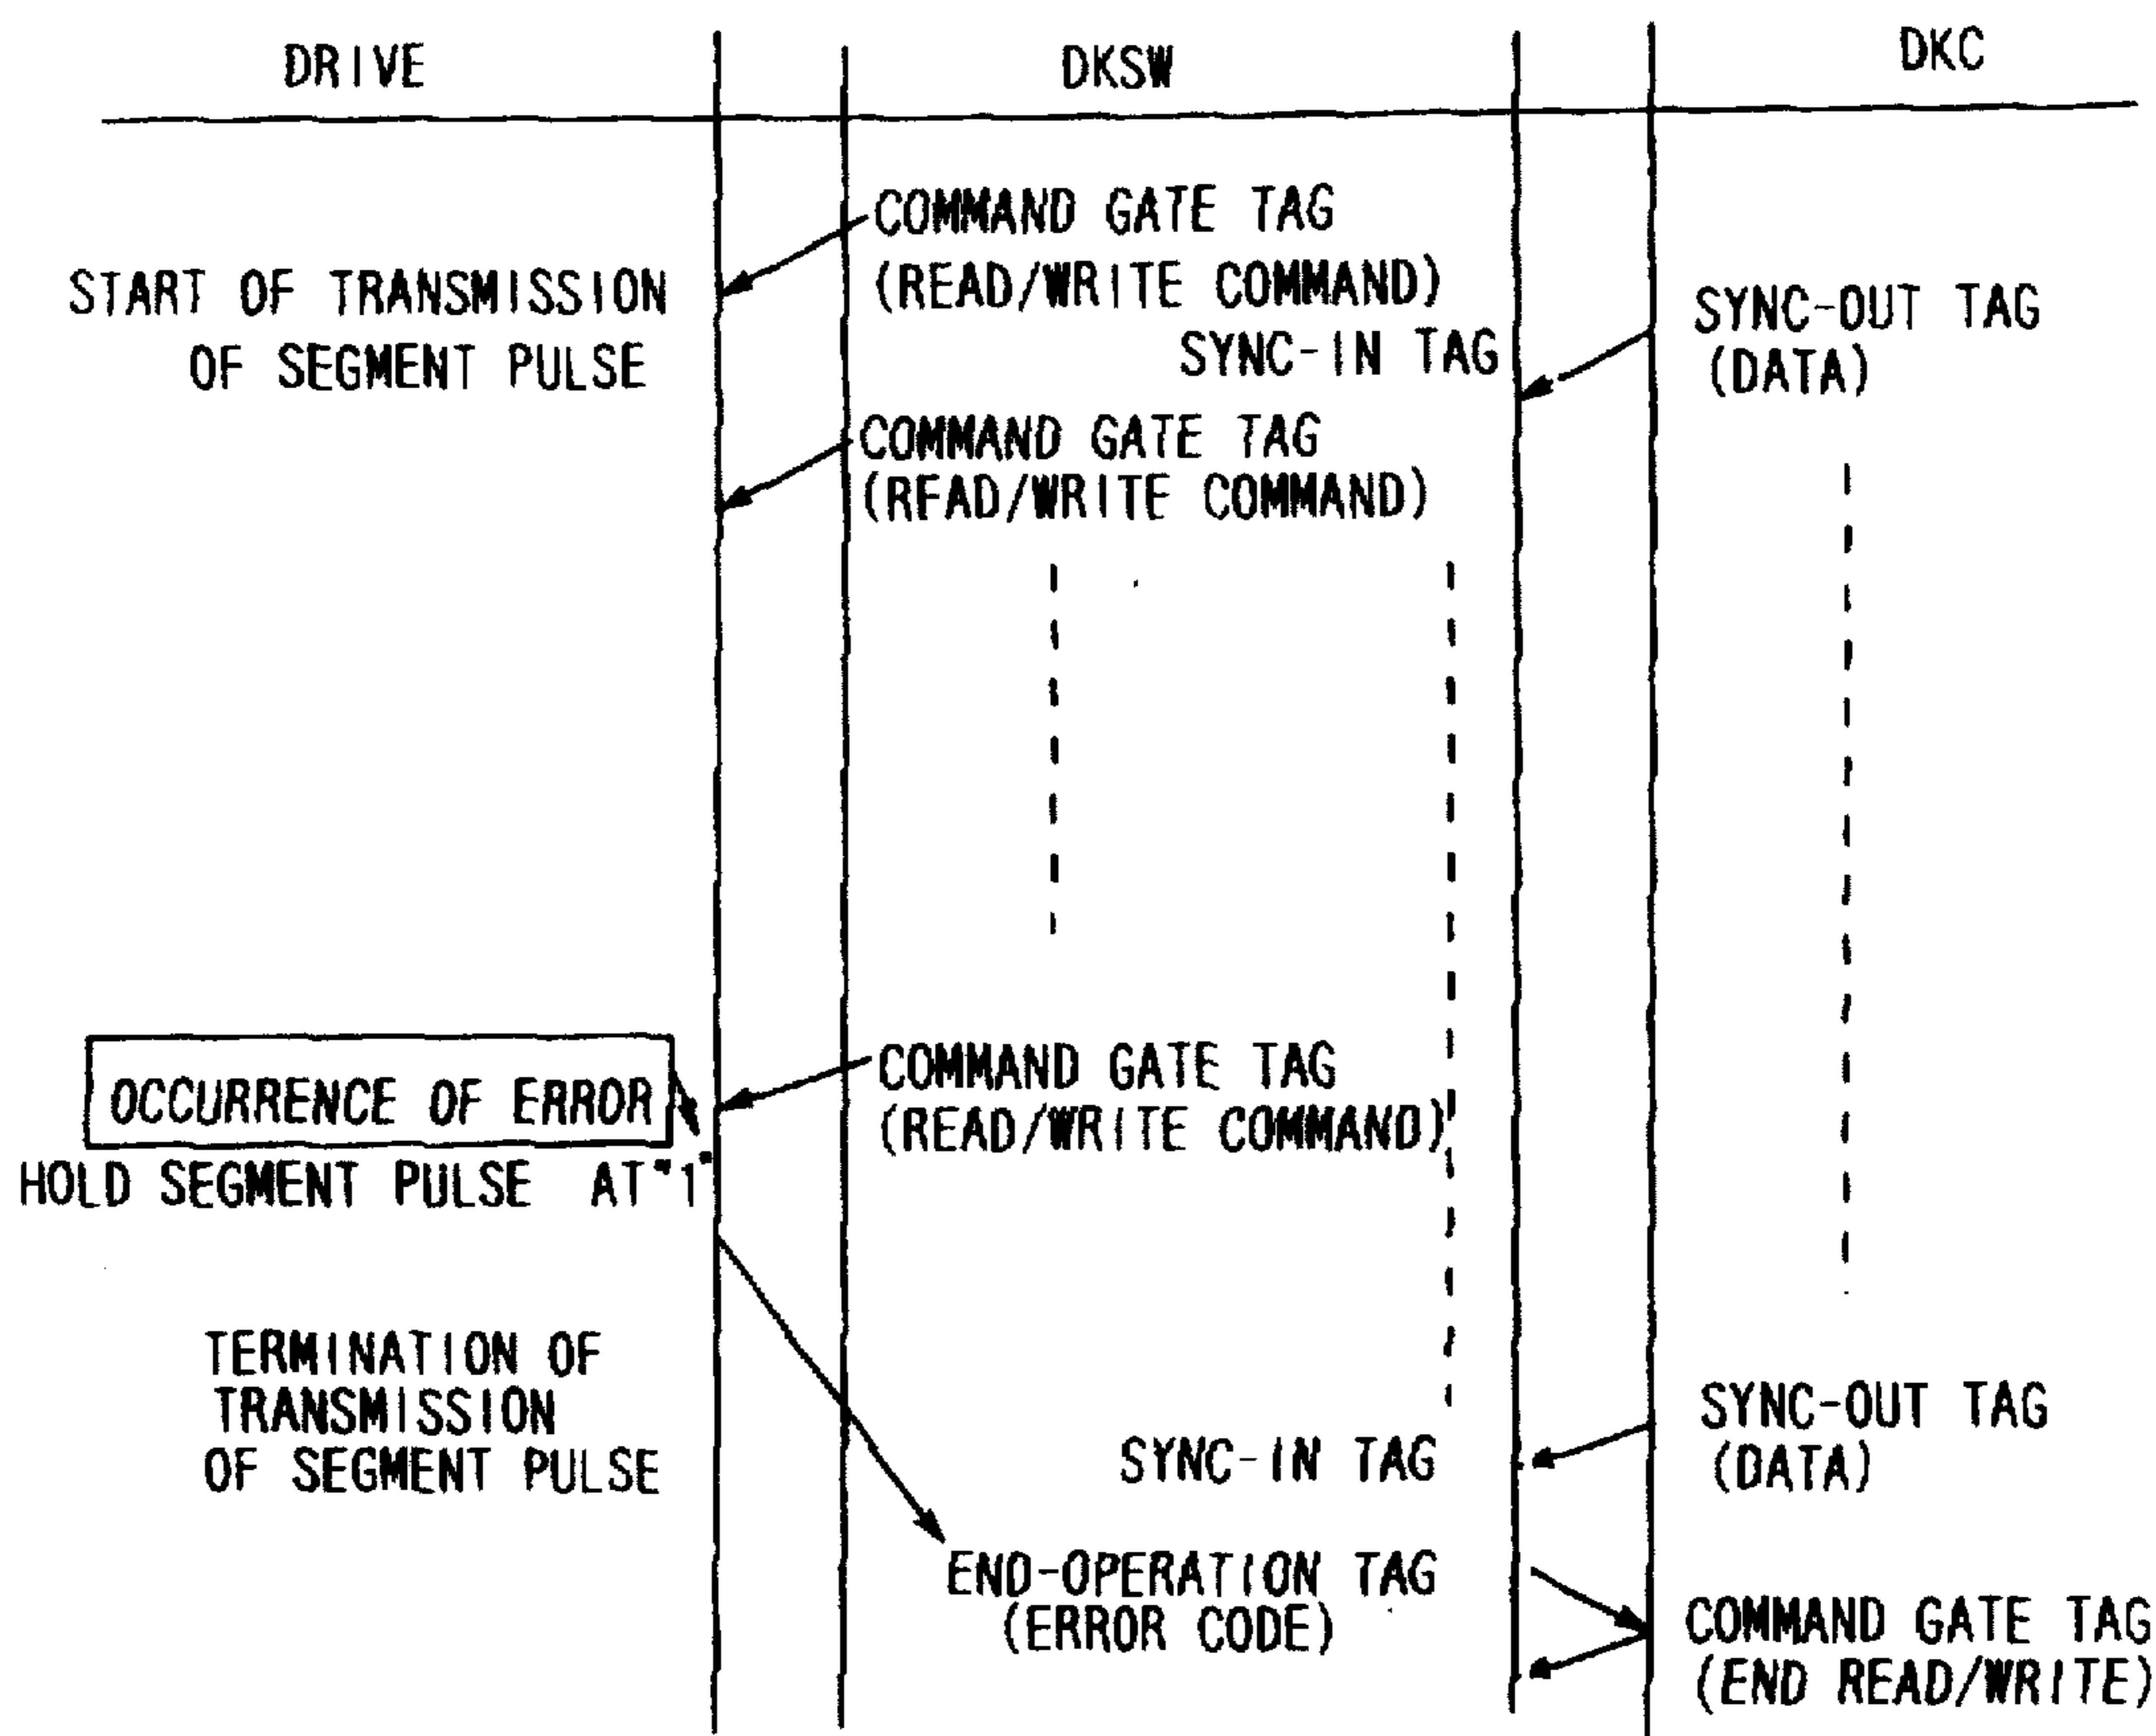 DRIVE
DKSW
DKC
COMMAND GATE TAG
(READ/WRITE COMMAND)
START OF TRANSMISSION
OF SEGMENT PULSE
SYNC-IN TAG
SYNC-OUT TAG
(DATA)
COMMAND GATE TAG
(RFAD/WRITE COMMAND)
OCCURRENCE OF ERROR
COMMAND GATE TAG
(READ/WRITE COMMAND)
HOLD SEGMENT PULSE AT "1"
TERMINATION OF
TRANSMISSION
OF SEGMENT PULSE
SYNC-IN TAG
SYNC-OUT TAG
(DATA)
END-OPERATION TAG
(ERROR CODE)
COMMAND GATE TAG
(END READ/WRITE)